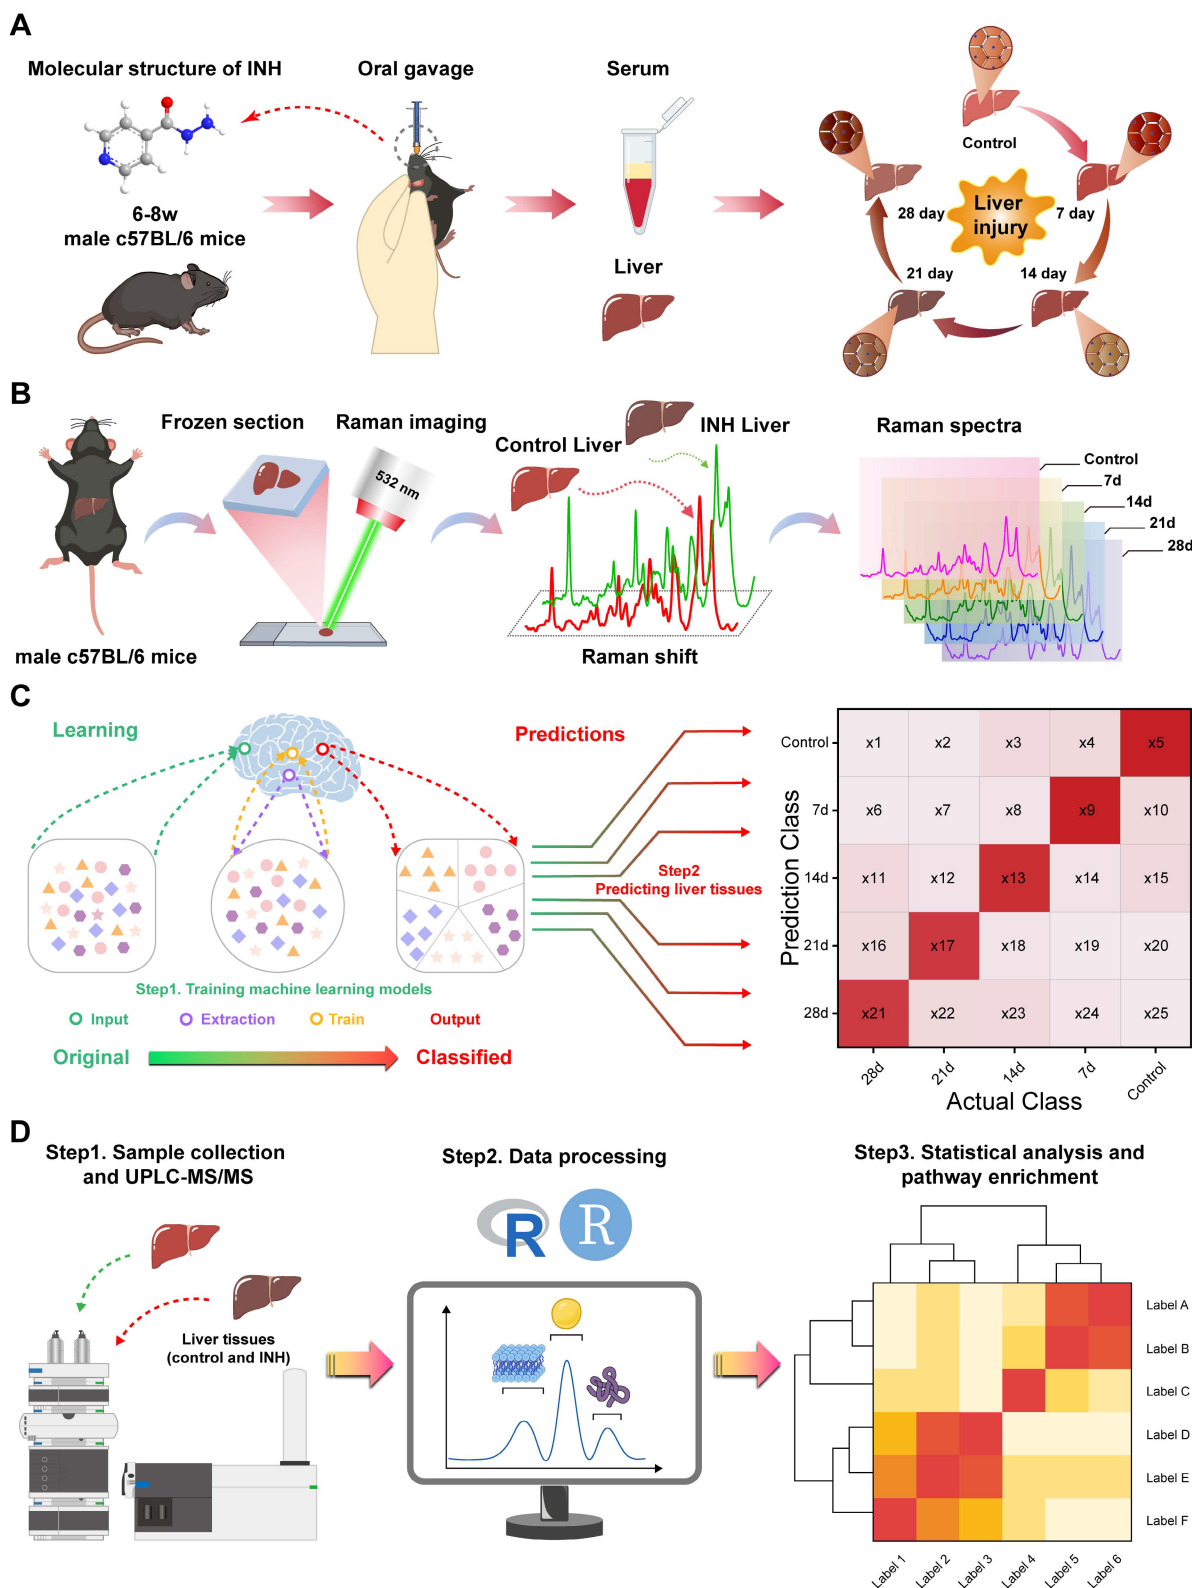 A
Molecular structure of INH
Oral gavage
Serum
Control
6-8w
male c57BL/6 mice
Liver
28 day
Liver
injury
7 day
21 day
14 day
B
Frozen section
Raman imaging
532 nm
Control Liver
INH Liver
Raman shift
Raman spectra
Control
7d
14d
21d
28d
male c57BL/6 mice
C
Learning
Predictions
Step2
Predicting liver tissues
Step1. Training machine learning models
Input
Extraction
Train
Output
Original
Classified
Prediction Class
Control
x1 x2 x3 x4 x5
7d
x6 x7 x8 x9 x10
14d
x11 x12 x13 x14 x15
21d
x16 x17 x18 x19 x20
28d
x21 x22 x23 x24 x25
28d 21d 14d 7d Control
Actual Class
D
Step1. Sample collection
and UPLC-MS/MS
Liver tissues
(control and INH)
Step2. Data processing
R
R
Step3. Statistical analysis and
pathway enrichment
Label A
Label B
Label C
Label D
Label E
Label F
Label 1 Label 2 Label 3 Label 4 Label 5 Label 6